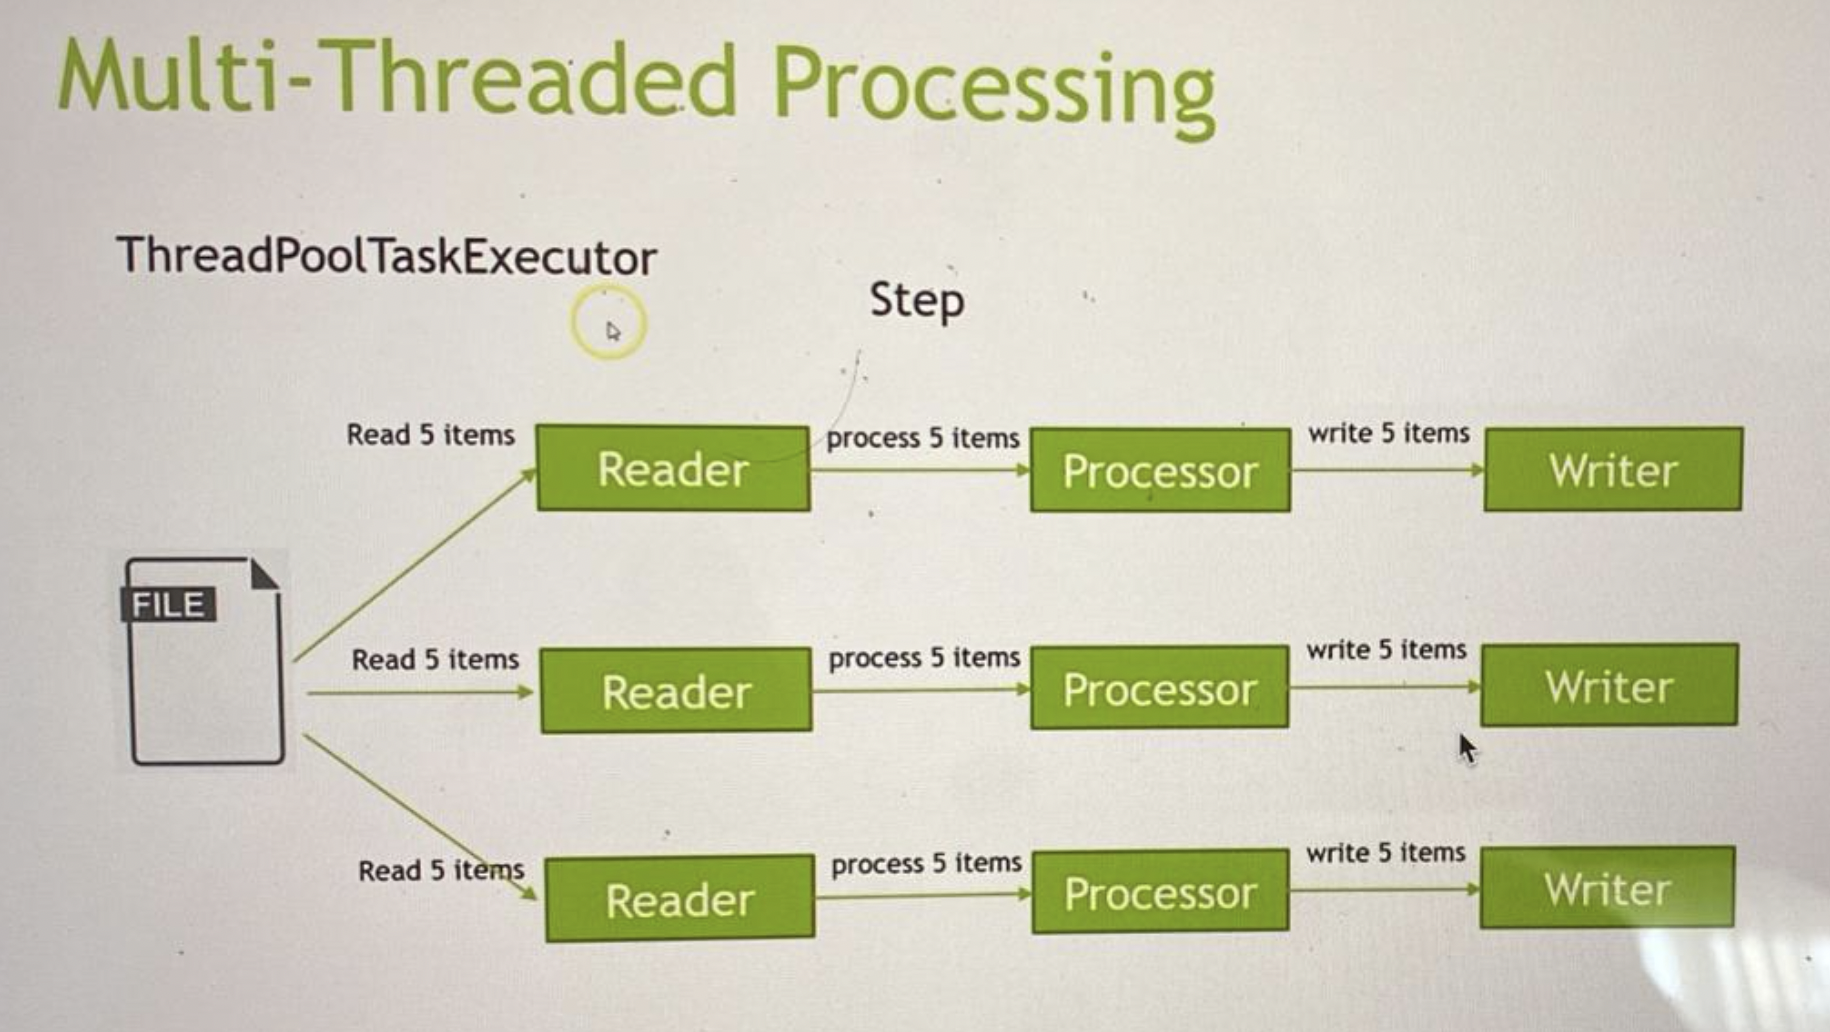 Multi-Threaded Processing
ThreadPoolTaskExecutor
Step
Read 5 items
Reader
process 5 items
Processor
write 5 items
Writer
FILE
Read 5 items
Reader
process 5 items
Processor
write 5 items
Writer
Read 5 items
Reader
process 5 items
Processor
write 5 items
Writer